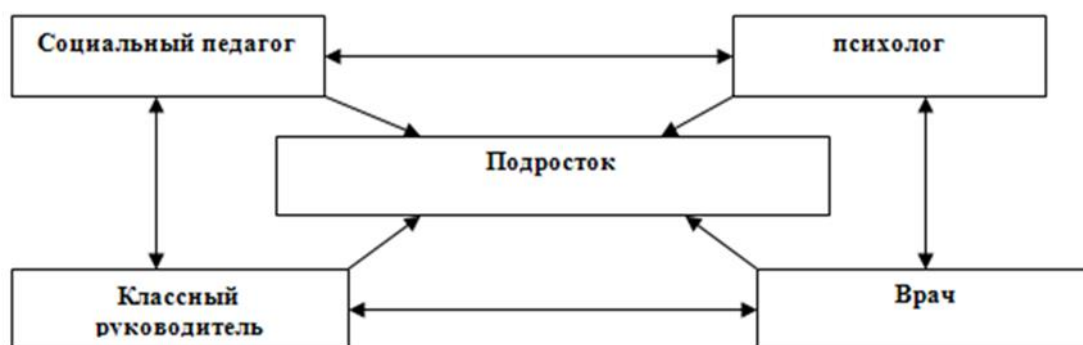 Социальный педагог
психолог
Подросток
Классный
руководитель
Врач